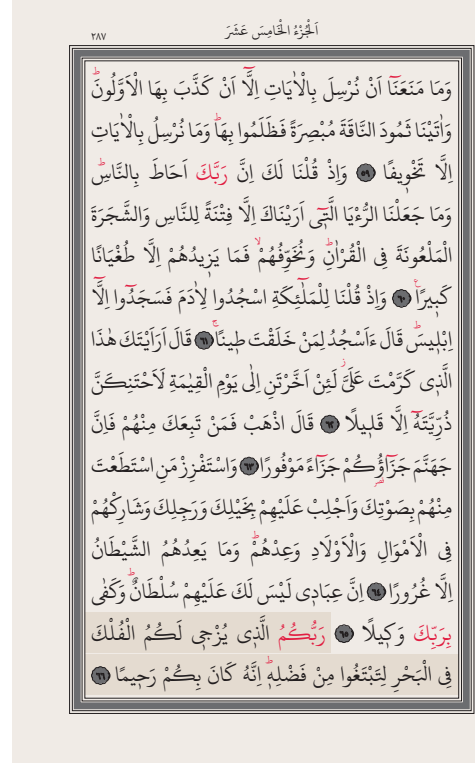 اَلْجُزْءُ الْخَامِسَ عَشَرَ
٢٨٧
وَمَا مَنَعَنَٓا اَنْ نُرْسِلَ بِالْاٰيَاتِ اِلَّٓا اَنْ كَذَّبَ بِهَا الْاَوَّلُونَۜ
وَاٰتَيْنَا ثَمُودَ النَّاقَةَ مُبْصِرَةً فَظَلَمُوا بِهَاۜ وَمَا نُرْسِلُ بِالْاٰيَاتِ
اِلَّا تَخْوٖيفًا ﴿٥٩﴾ وَاِذْ قُلْنَا لَكَ اِنَّ رَبَّكَ اَحَاطَ بِالنَّاسِۜ
وَمَا جَعَلْنَا الرُّءْيَا الَّتٖٓى اَرَيْنَاكَ اِلَّا فِتْنَةً لِلنَّاسِ وَالشَّجَرَةَ
الْمَلْعُونَةَ فِى الْقُرْاٰنِۜ وَنُخَوِّفُهُمْۙ فَمَا يَزٖيدُهُمْ اِلَّا طُغْيَانًا
كَبٖيرًاࣖ ﴿٦٠﴾ وَاِذْ قُلْنَا لِلْمَلٰٓئِكَةِ اسْجُدُوا لِاٰدَمَ فَسَجَدُٓوا اِلَّٓا
اِبْلٖيسَۜ قَالَ ءَاَسْجُدُ لِمَنْ خَلَقْتَ طٖينًاۚ ﴿٦١﴾ قَالَ اَرَاَيْتَكَ هٰذَا
الَّذٖى كَرَّمْتَ عَلَىَّؗ لَئِنْ اَخَّرْتَنِ اِلٰى يَوْمِ الْقِيٰمَةِ لَاَحْتَنِكَنَّ
ذُرِّيَّتَهُٓ اِلَّا قَلٖيلًا ﴿٦٢﴾ قَالَ اذْهَبْ فَمَنْ تَبِعَكَ مِنْهُمْ فَاِنَّ
جَهَنَّمَ جَزَٓاؤُ۬كُمْ جَزَٓاءً مَوْفُورًا ﴿٦٣﴾ وَاسْتَفْزِزْ مَنِ اسْتَطَعْتَ
مِنْهُمْ بِصَوْتِكَ وَاَجْلِبْ عَلَيْهِمْ بِخَيْلِكَ وَرَجِلِكَ وَشَارِكْهُمْ
فِى الْاَمْوَالِ وَالْاَوْلَادِ وَعِدْهُمْۜ وَمَا يَعِدُهُمُ الشَّيْطَانُ
اِلَّا غُرُورًا ﴿٦٤﴾ اِنَّ عِبَادٖى لَيْسَ لَكَ عَلَيْهِمْ سُلْطَانٌۜ وَكَفٰى
بِرَبِّكَ وَكٖيلًا ﴿٦٥﴾ رَبُّكُمُ الَّذٖى يُزْجٖى لَكُمُ الْفُلْكَ
فِى الْبَحْرِ لِتَبْتَغُوا مِنْ فَضْلِهٖۜ اِنَّهُ كَانَ بِكُمْ رَحٖيمًا ﴿٦٦﴾